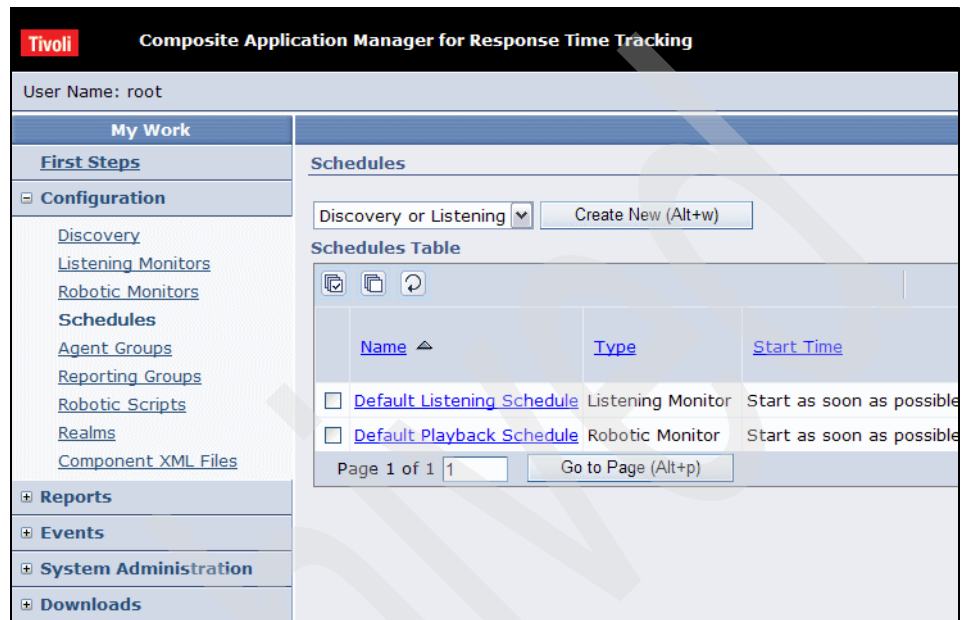 Tivoli
Composite Application Manager for Response Time Tracking
User Name: root
My Work
First Steps
Configuration
Discovery
Listening Monitors
Robotic Monitors
Schedules
Agent Groups
Reporting Groups
Robotic Scripts
Realms
Component XML Files
Reports
Events
System Administration
Downloads
Schedules
Discovery or Listening
Create New (Alt+w)
Schedules Table
Name Type Start Time
Default Listening Schedule Listening Monitor Start as soon as possible
Default Playback Schedule Robotic Monitor Start as soon as possible
Page 1 of 1 1 Go to Page (Alt+p)